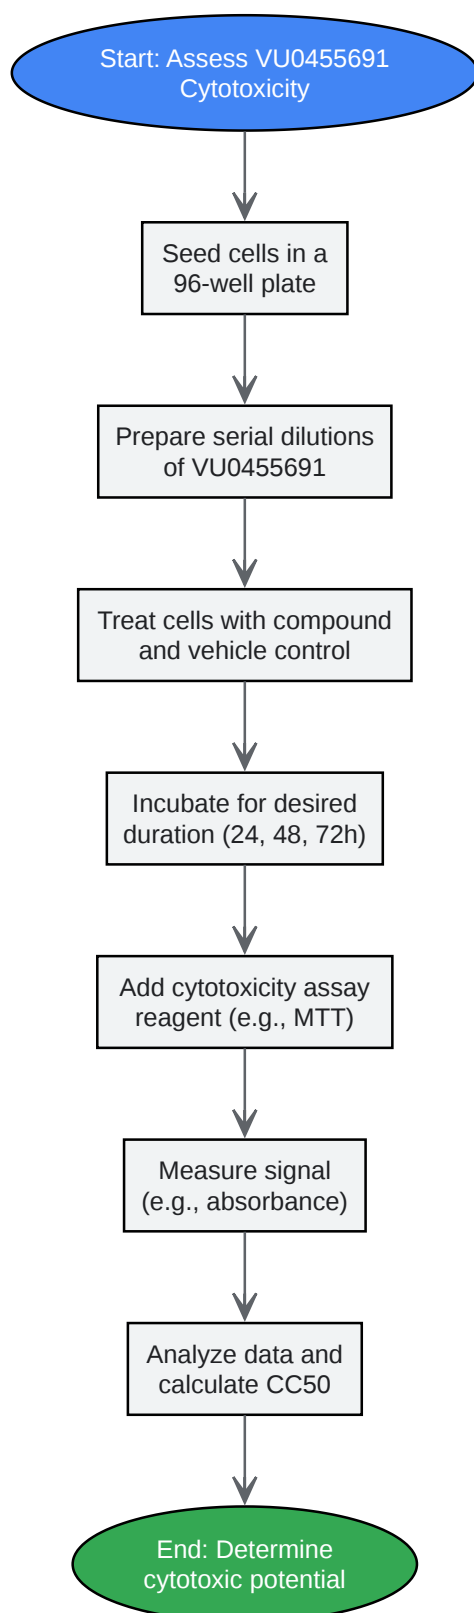 Start: Assess VU0455691
Cytotoxicity
Seed cells in a
96-well plate
Prepare serial dilutions
of VU0455691
Treat cells with compound
and vehicle control
Incubate for desired
duration (24, 48, 72h)
Add cytotoxicity assay
reagent (e.g., MTT)
Measure signal
(e.g., absorbance)
Analyze data and
calculate CC50
End: Determine
cytotoxic potential